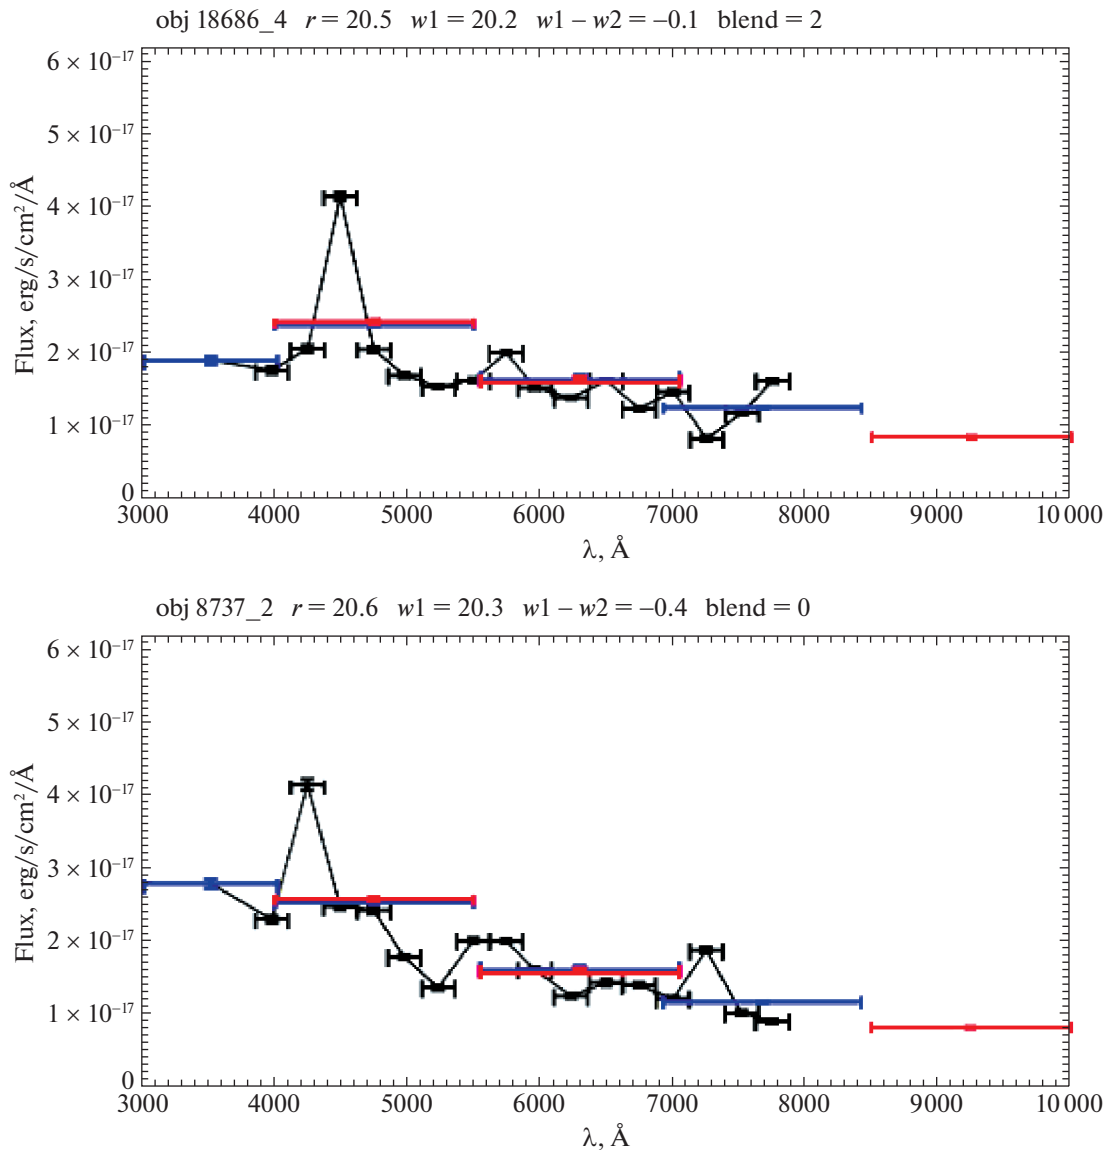 obj 18686_4 r = 20.5 w1 = 20.2 w1 – w2 = –0.1 blend = 2
6 × 10⁻¹⁷
5 × 10⁻¹⁷
4 × 10⁻¹⁷
3 × 10⁻¹⁷
2 × 10⁻¹⁷
1 × 10⁻¹⁷
0
Flux, erg/s/cm²/Å
3000 4000 5000 6000 7000 8000 9000 10 000
λ, Å
obj 8737_2 r = 20.6 w1 = 20.3 w1 – w2 = –0.4 blend = 0
6 × 10⁻¹⁷
5 × 10⁻¹⁷
4 × 10⁻¹⁷
3 × 10⁻¹⁷
2 × 10⁻¹⁷
1 × 10⁻¹⁷
0
Flux, erg/s/cm²/Å
3000 4000 5000 6000 7000 8000 9000 10 000
λ, Å